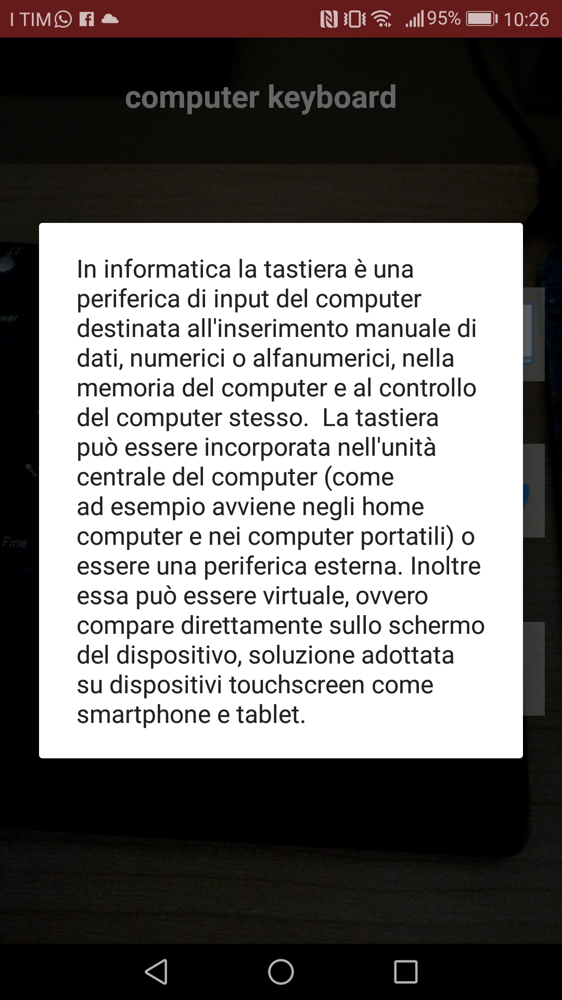 I TIM 95% 10:26
computer keyboard
In informatica la tastiera è una
periferica di input del computer
destinata all'inserimento manuale di
dati, numerici o alfanumerici, nella
memoria del computer e al controllo
del computer stesso.  La tastiera
può essere incorporata nell'unità
centrale del computer (come
ad esempio avviene negli home
computer e nei computer portatili) o
essere una periferica esterna. Inoltre
essa può essere virtuale, ovvero
compare direttamente sullo schermo
del dispositivo, soluzione adottata
su dispositivi touchscreen come
smartphone e tablet.
Fine